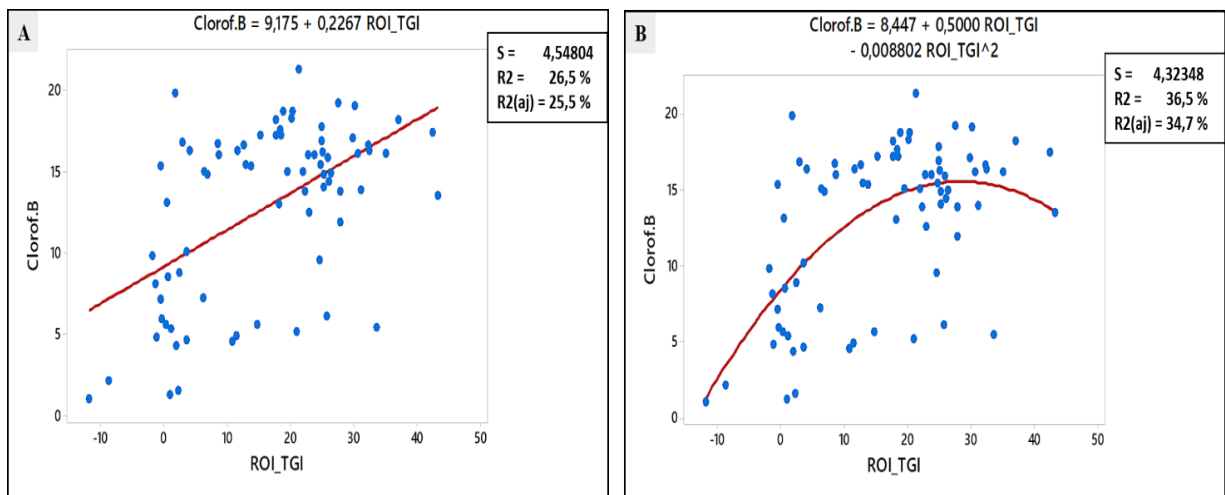 A
Clorof.B = 9,175 + 0,2267 ROI_TGI
S = 4,54804
R2 = 26,5 %
R2(aj) = 25,5 %
20
15
10
5
0
Clorof.B
-10 0 10 20 30 40 50
ROI_TGI
B
Clorof.B = 8,447 + 0,5000 ROI_TGI
- 0,008802 ROI_TGI^2
S = 4,32348
R2 = 36,5 %
R2(aj) = 34,7 %
20
15
10
5
0
Clorof.B
-10 0 10 20 30 40 50
ROI_TGI